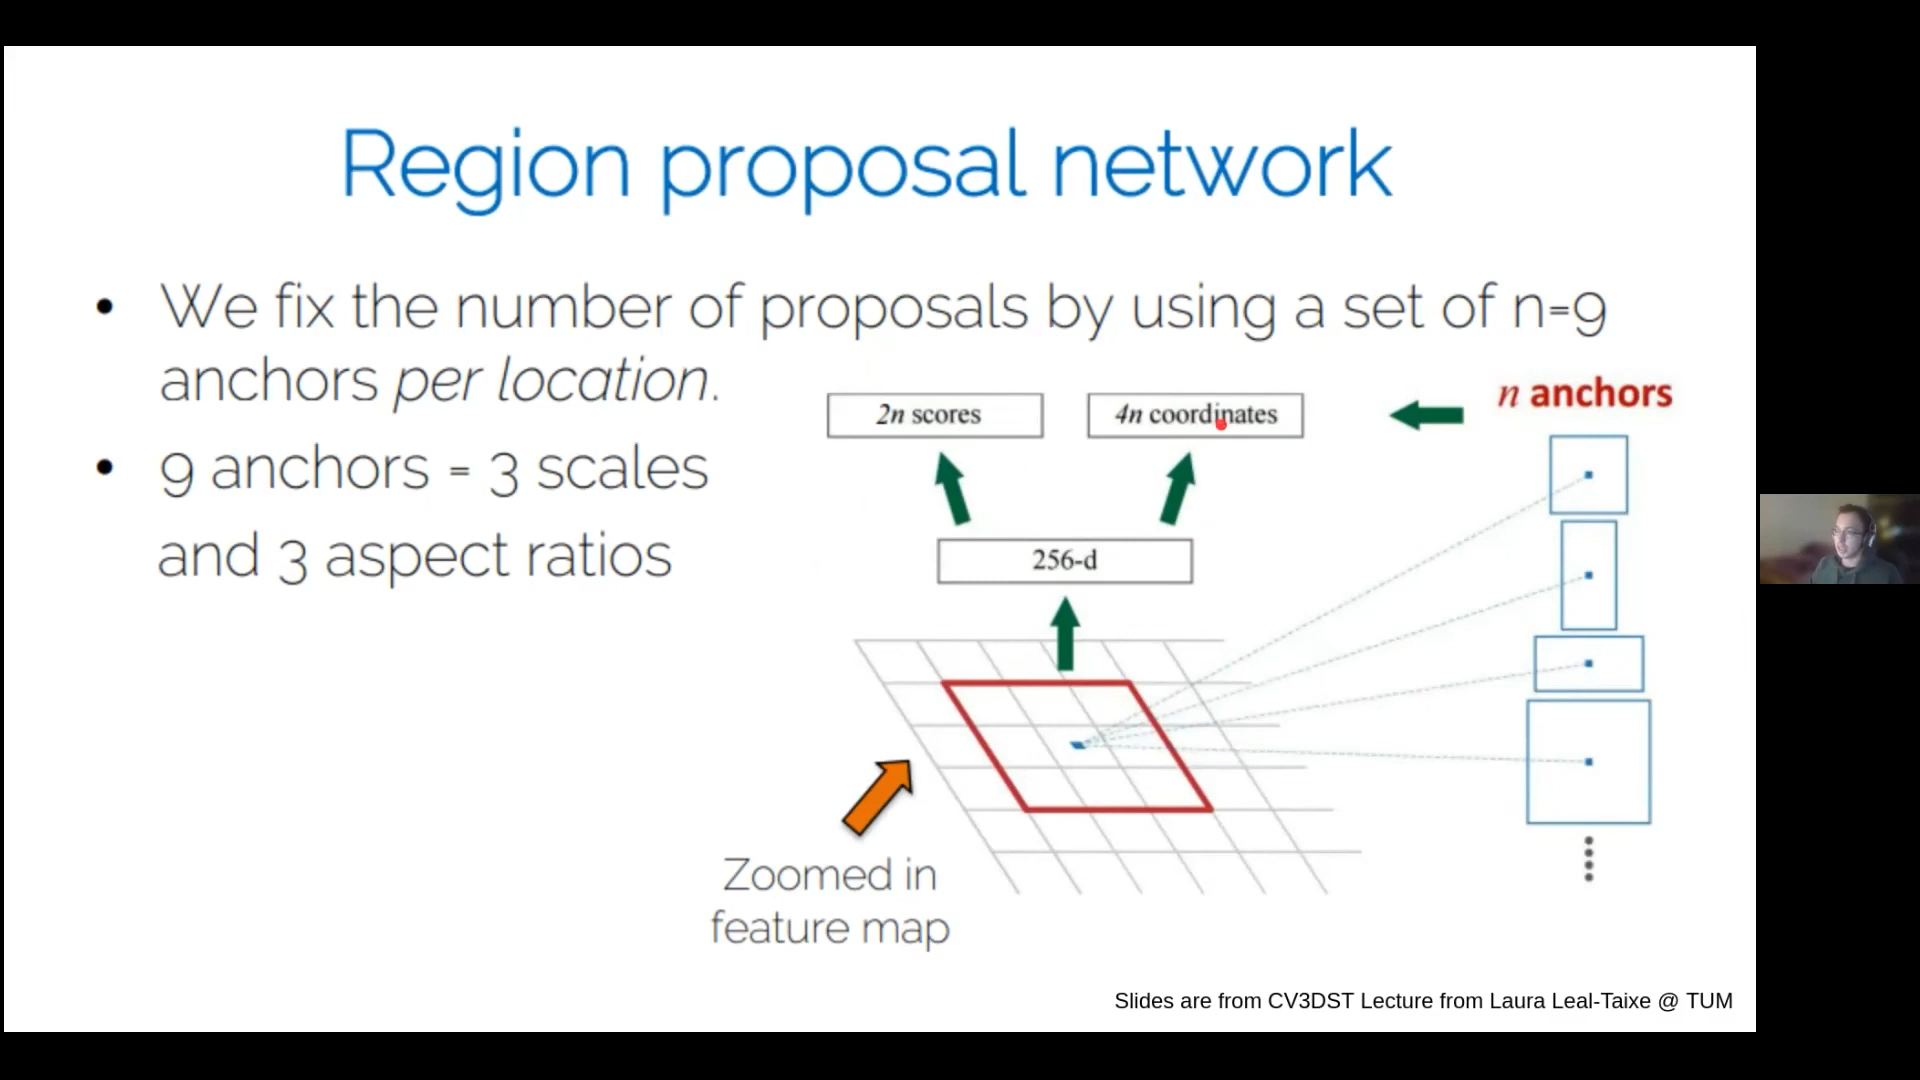 Region proposal network
• We fix the number of proposals by using a set of n=9
anchors per location.
• 9 anchors = 3 scales
and 3 aspect ratios
n anchors
2n scores
4n coordinates
256-d
Zoomed in
feature map
Slides are from CV3DST Lecture from Laura Leal-Taixe @ TUM